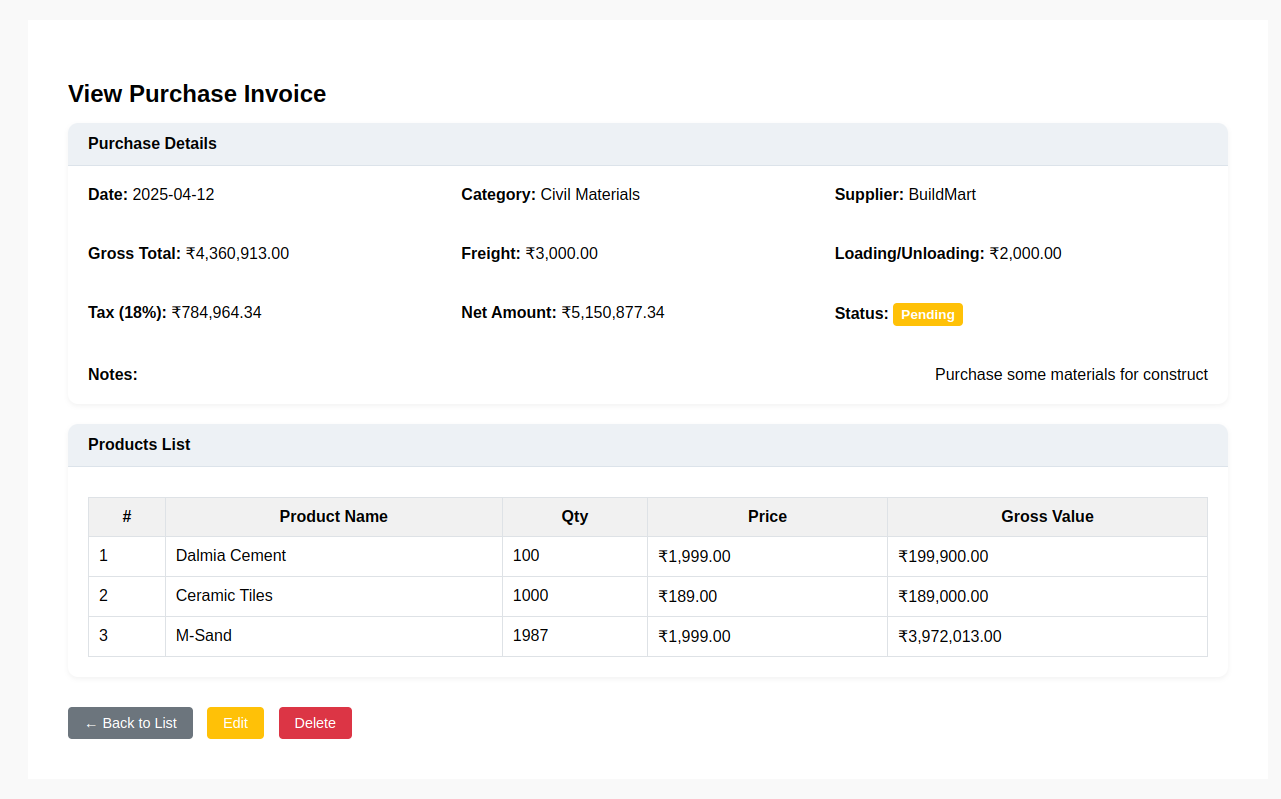 View Purchase Invoice
Purchase Details
Date: 2025-04-12 Category: Civil Materials Supplier: BuildMart
Gross Total: ₹4,360,913.00 Freight: ₹3,000.00 Loading/Unloading: ₹2,000.00
Tax (18%): ₹784,964.34 Net Amount: ₹5,150,877.34 Status: Pending
Notes: Purchase some materials for construct
Products List
# Product Name Qty Price Gross Value
1 Dalmia Cement 100 ₹1,999.00 ₹199,900.00
2 Ceramic Tiles 1000 ₹189.00 ₹189,000.00
3 M-Sand 1987 ₹1,999.00 ₹3,972,013.00
← Back to List Edit Delete